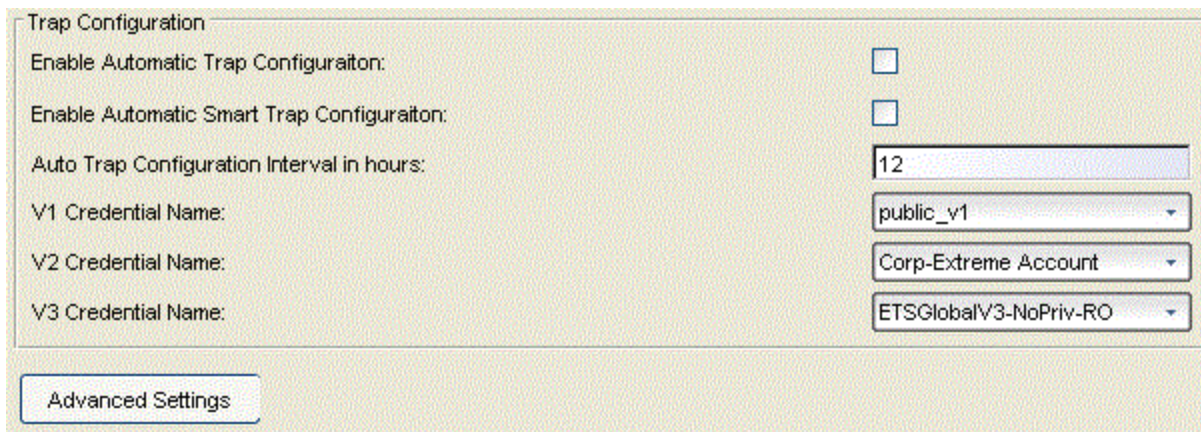 Trap Configuration
Enable Automatic Trap Configuraiton:
Enable Automatic Smart Trap Configuraiton:
Auto Trap Configuration Interval in hours: 12
V1 Credential Name: public_v1
V2 Credential Name: Corp-Extreme Account
V3 Credential Name: ETSGlobalV3-NoPriv-RO
Advanced Settings